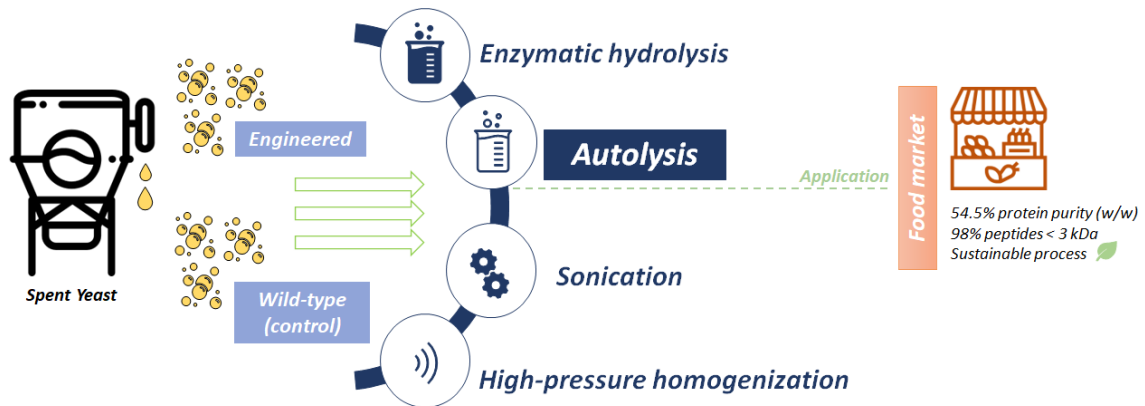 Spent Yeast
Engineered
Wild-type
(control)
Enzymatic hydrolysis
Autolysis
Sonication
High-pressure homogenization
Application
Food market
54.5% protein purity (w/w)
98% peptides < 3 kDa
Sustainable process